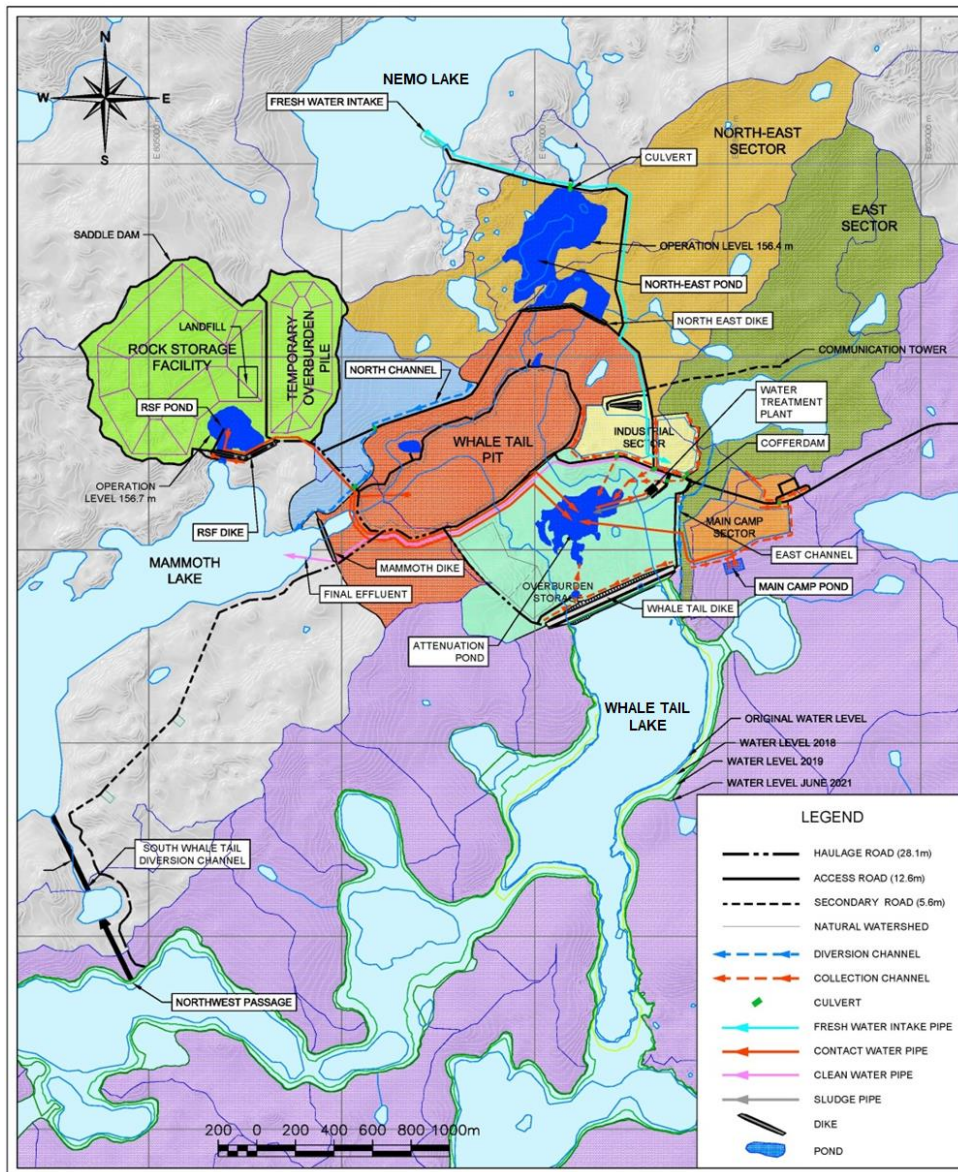 N
W
E
S
NEMO LAKE
FRESH WATER INTAKE
NORTH-EAST
SECTOR
CULVERT
EAST
SECTOR
SADDLE DAM
OPERATION LEVEL 156.4 m
NORTH-EAST POND
NORTH EAST DIKE
LANDFILL
ROCK STORAGE
FACILITY
TEMPORARY
OVERBURDEN
PILE
NORTH CHANNEL
COMMUNICATION TOWER
RSF POND
WATER
TREATMENT
PLANT
INDUSTRIAL
SECTOR
WHALE TAIL
PIT
COFFERDAM
OPERATION
LEVEL 156.7 m
RSF DIKE
MAIN CAMP
SECTOR
MAMMOTH
LAKE
MAMMOTH DIKE
EAST CHANNEL
FINAL EFFLUENT
OVERBURDEN
STORAGE
MAIN CAMP POND
WHALE TAIL DIKE
ATTENUATION
POND
WHALE TAIL
LAKE
ORIGINAL WATER LEVEL
WATER LEVEL 2018
WATER LEVEL 2019
WATER LEVEL JUNE 2021
SOUTH WHALE TAIL
DIVERSION CHANNEL
NORTHWEST PASSAGE
200 0 200 400 600 800 1000m
LEGEND
HAULAGE ROAD (28.1m)
ACCESS ROAD (12.6m)
SECONDARY ROAD (5.6m)
NATURAL WATERSHED
DIVERSION CHANNEL
COLLECTION CHANNEL
CULVERT
FRESH WATER INTAKE PIPE
CONTACT WATER PIPE
CLEAN WATER PIPE
SLUDGE PIPE
DIKE
POND